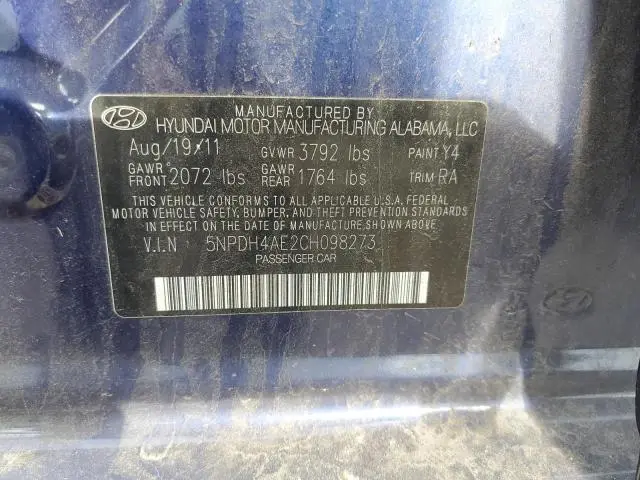 MANUFACTURED BY
HYUNDAI MOTOR MANUFACTURING ALABAMA, LLC
Aug/19/11 GVWR 3792 lbs PAINT Y4
GAWR FRONT 2072 lbs GAWR REAR 1764 lbs TRIM RA
THIS VEHICLE CONFORMS TO ALL APPLICABLE U.S.A. FEDERAL
MOTOR VEHICLE SAFETY, BUMPER, AND THEFT PREVENTION STANDARDS
IN EFFECT ON THE DATE OF MANUFACTURE SHOWN ABOVE.
V.I.N 5NPDH4AE2CH098273
PASSENGER CAR